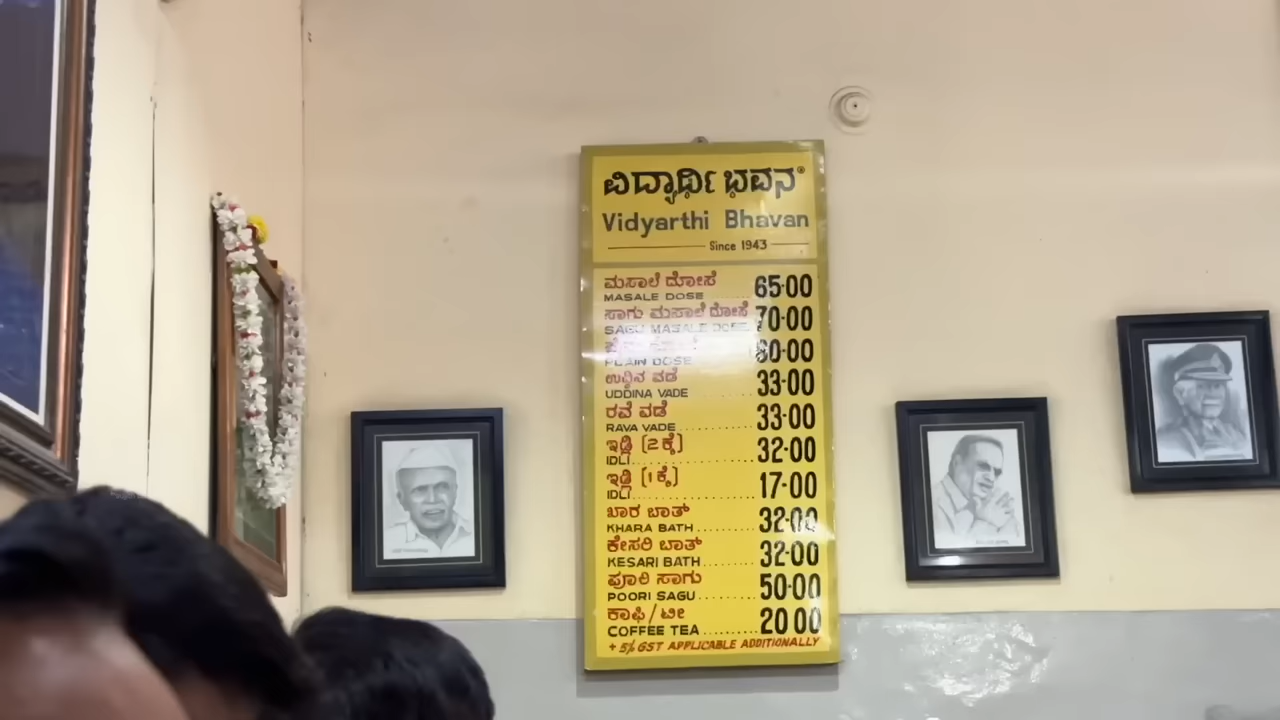 ವಿದ್ಯಾರ್ಥಿ ಭವನ®
Vidyarthi Bhavan
Since 1943
ಮಸಾಲೆ ದೋಸೆ
MASALE DOSE ........ 65-00
ಸಾಗು ಮಸಾಲೆ ದೋಸೆ
SAGU MASALE DOSE 70-00
PLAIN DOSE 60-00
ಉದ್ದಿನ ವಡೆ
UDDINA VADE ........ 33-00
ರವೆ ವಡೆ
RAVA VADE ........ 33-00
ಇಡ್ಲಿ (2ಕ್ಕೆ)
IDLI ........ 32-00
ಇಡ್ಲಿ (1ಕ್ಕೆ)
IDLI ........ 17-00
ಖಾರ ಬಾತ್
KHARA BATH ........ 32-00
ಕೇಸರಿ ಬಾತ್
KESARI BATH ........ 32-00
ಪೂರಿ ಸಾಗು
POORI SAGU ........ 50-00
ಕಾಫಿ/ಟೀ
COFFEE TEA ........ 20 00
+ 5% GST APPLICABLE ADDITIONALLY